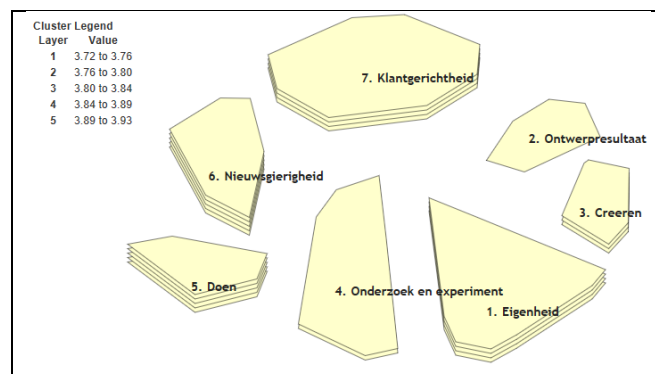 Cluster Legend
Layer Value
1 3.72 to 3.76
2 3.76 to 3.80
3 3.80 to 3.84
4 3.84 to 3.89
5 3.89 to 3.93
7. Klantgerichtheid
2. Ontwerpresultaat
6. Nieuwsgierigheid
3. Creeren
5. Doen
4. Onderzoek en experiment
1. Eigenheid